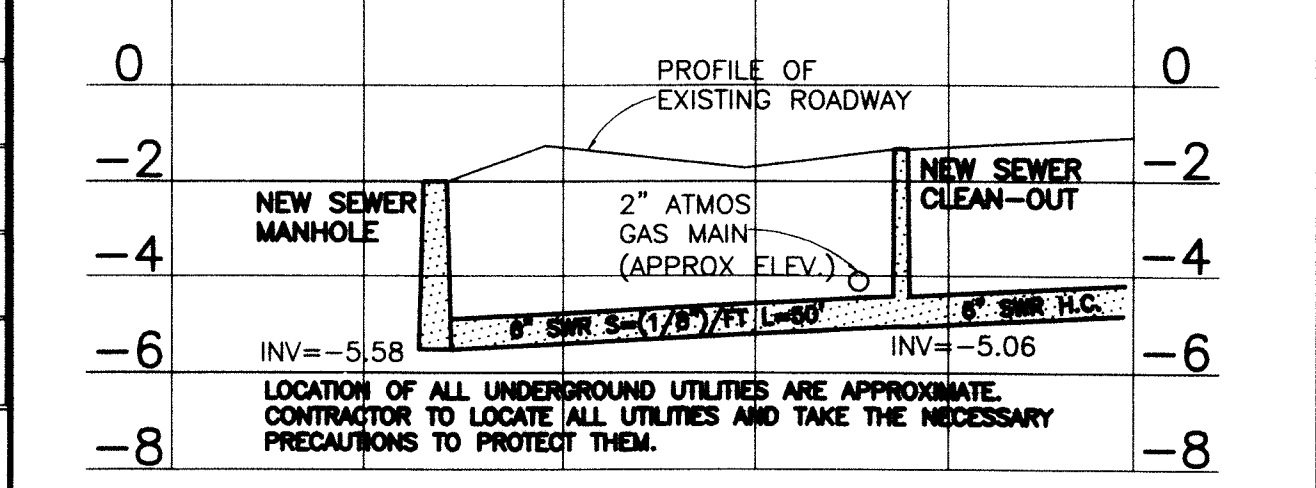 0
0
PROFILE OF
EXISTING ROADWAY
-2
-2
NEW SEWER
MANHOLE
2" ATMOS
GAS MAIN
(APPROX ELEV.)
NEW SEWER
CLEAN-OUT
-4
-4
6" SWR S=(1/8")/FT L=50'
6" SWR H.C.
INV=-5.58
INV=-5.06
-6
-6
LOCATION OF ALL UNDERGROUND UTILITIES ARE APPROXIMATE.
CONTRACTOR TO LOCATE ALL UTILITIES AND TAKE THE NECESSARY
PRECAUTIONS TO PROTECT THEM.
-8
-8